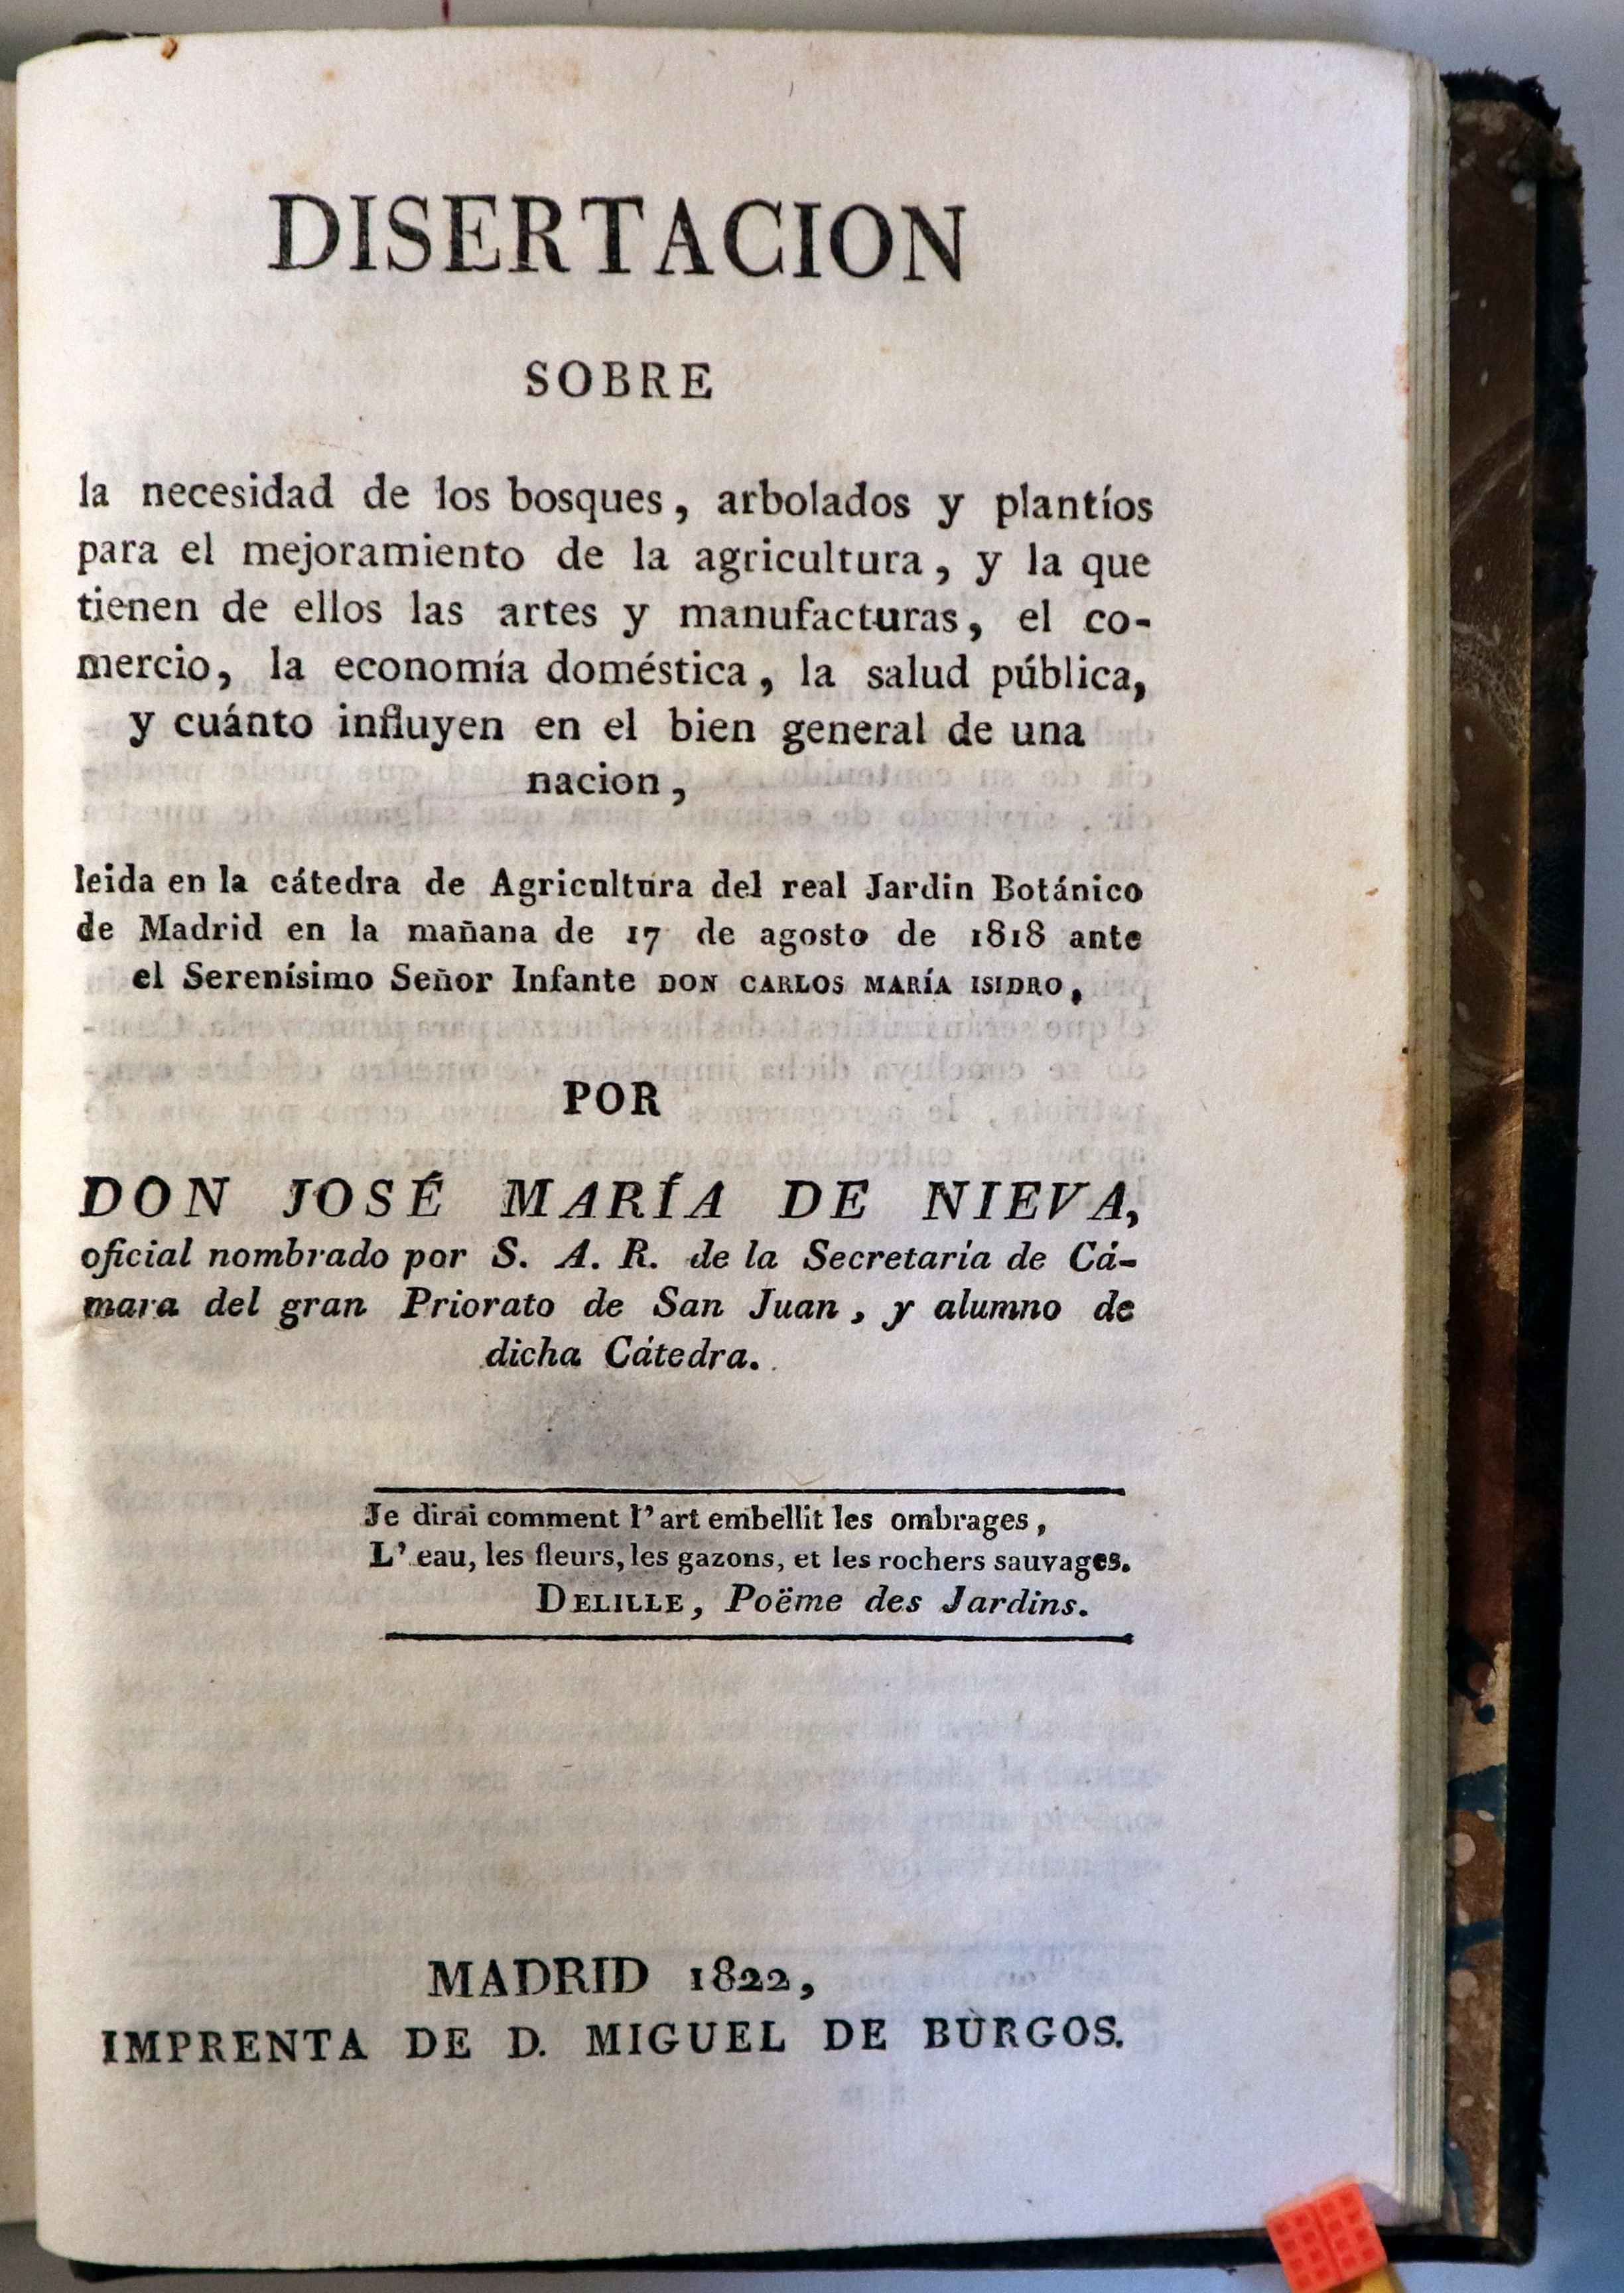 DISERTACION
SOBRE
la necesidad de los bosques, arbolados y plantíos
para el mejoramiento de la agricultura, y la que
tienen de ellos las artes y manufacturas, el co-
mercio, la economía doméstica, la salud pública,
y cuánto influyen en el bien general de una
nacion,
leida en la cátedra de Agricultura del real Jardin Botánico
de Madrid en la mañana de 17 de agosto de 1818 ante
el Serenísimo Señor Infante DON CARLOS MARÍA ISIDRO,
POR
DON JOSÉ MARÍA DE NIEVA,
oficial nombrado por S. A. R. de la Secretaría de Cá-
mara del gran Priorato de San Juan, y alumno de
dicha Cátedra.
Je dirai comment l'art embellit les ombrages,
L'eau, les fleurs, les gazons, et les rochers sauvages.
DELILLE, Poëme des Jardins.
MADRID 1822,
IMPRENTA DE D. MIGUEL DE BURGOS.